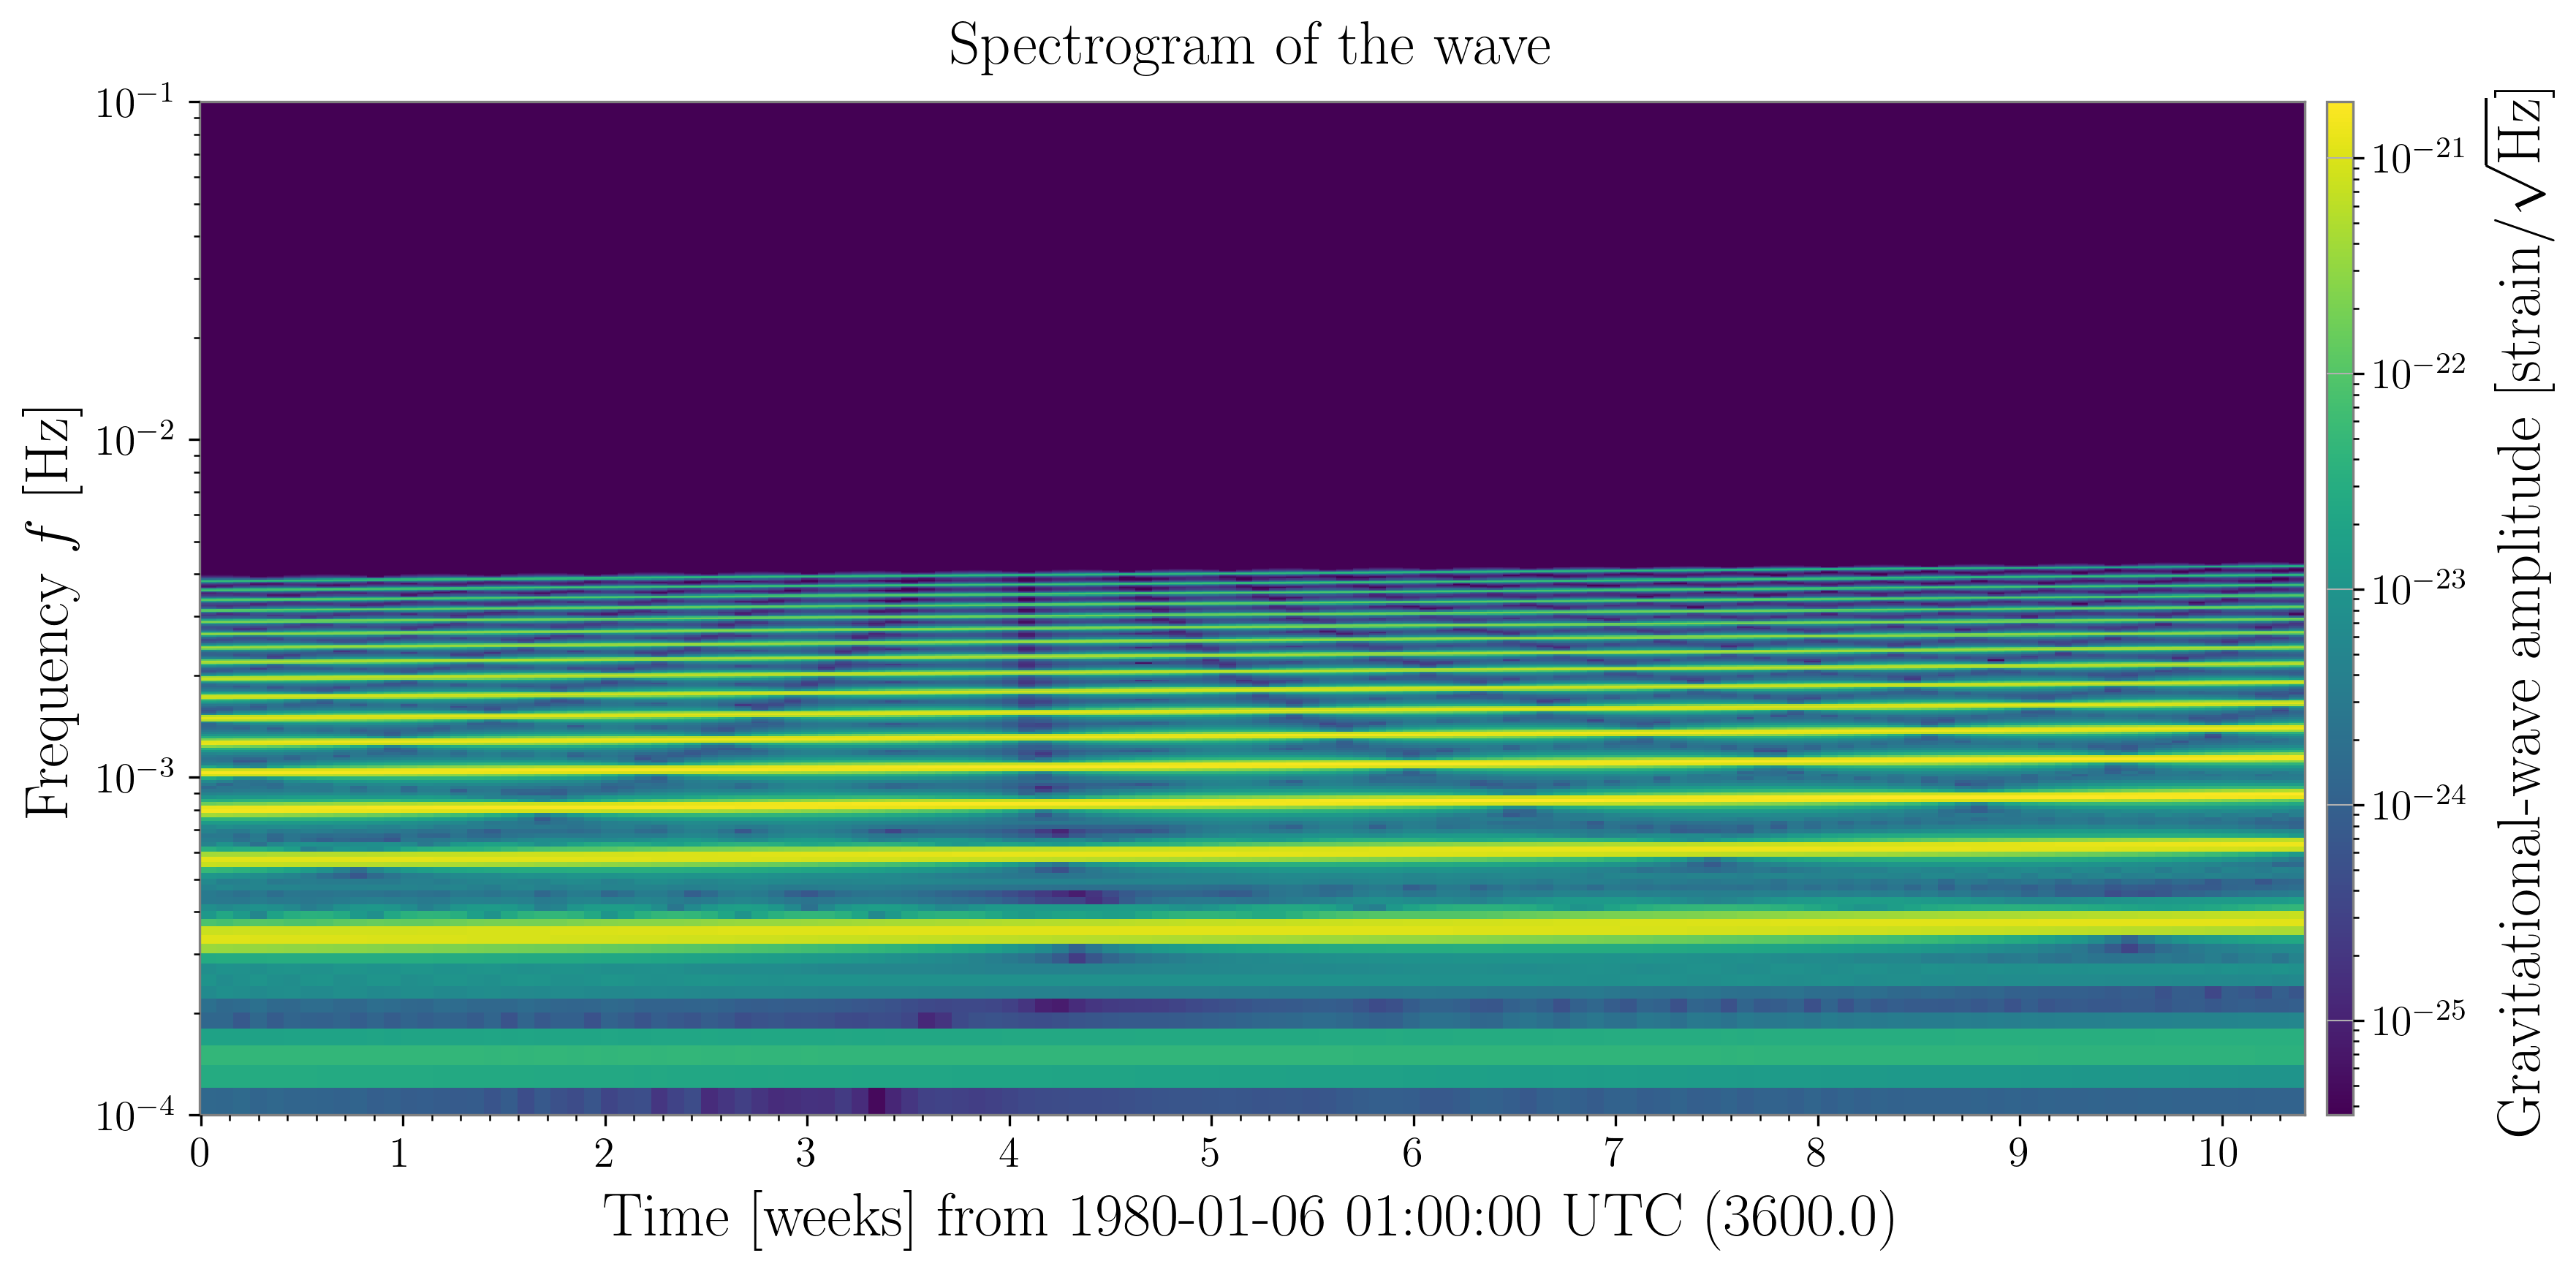 Spectrogram of the wave
Gravitational-wave amplitude [strain/√Hz]
Frequency f [Hz]
10⁻¹
10⁻²
10⁻³
10⁻⁴
10⁻²¹
10⁻²²
10⁻²³
10⁻²⁴
10⁻²⁵
0 1 2 3 4 5 6 7 8 9 10
Time [weeks] from 1980-01-06 01:00:00 UTC (3600.0)